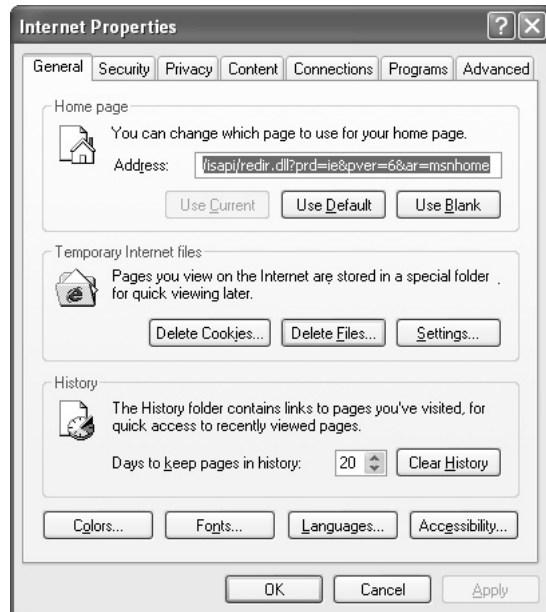 Internet Properties
General Security Privacy Content Connections Programs Advanced
Home page
You can change which page to use for your home page.
Address: /isapi/redir.dll?prd=ie&pver=6&ar=msnhome
Use Current Use Default Use Blank
Temporary Internet files
Pages you view on the Internet are stored in a special folder
for quick viewing later.
Delete Cookies... Delete Files... Settings...
History
The History folder contains links to pages you've visited, for
quick access to recently viewed pages.
Days to keep pages in history: 20 Clear History
Colors... Fonts... Languages... Accessibility...
OK Cancel Apply